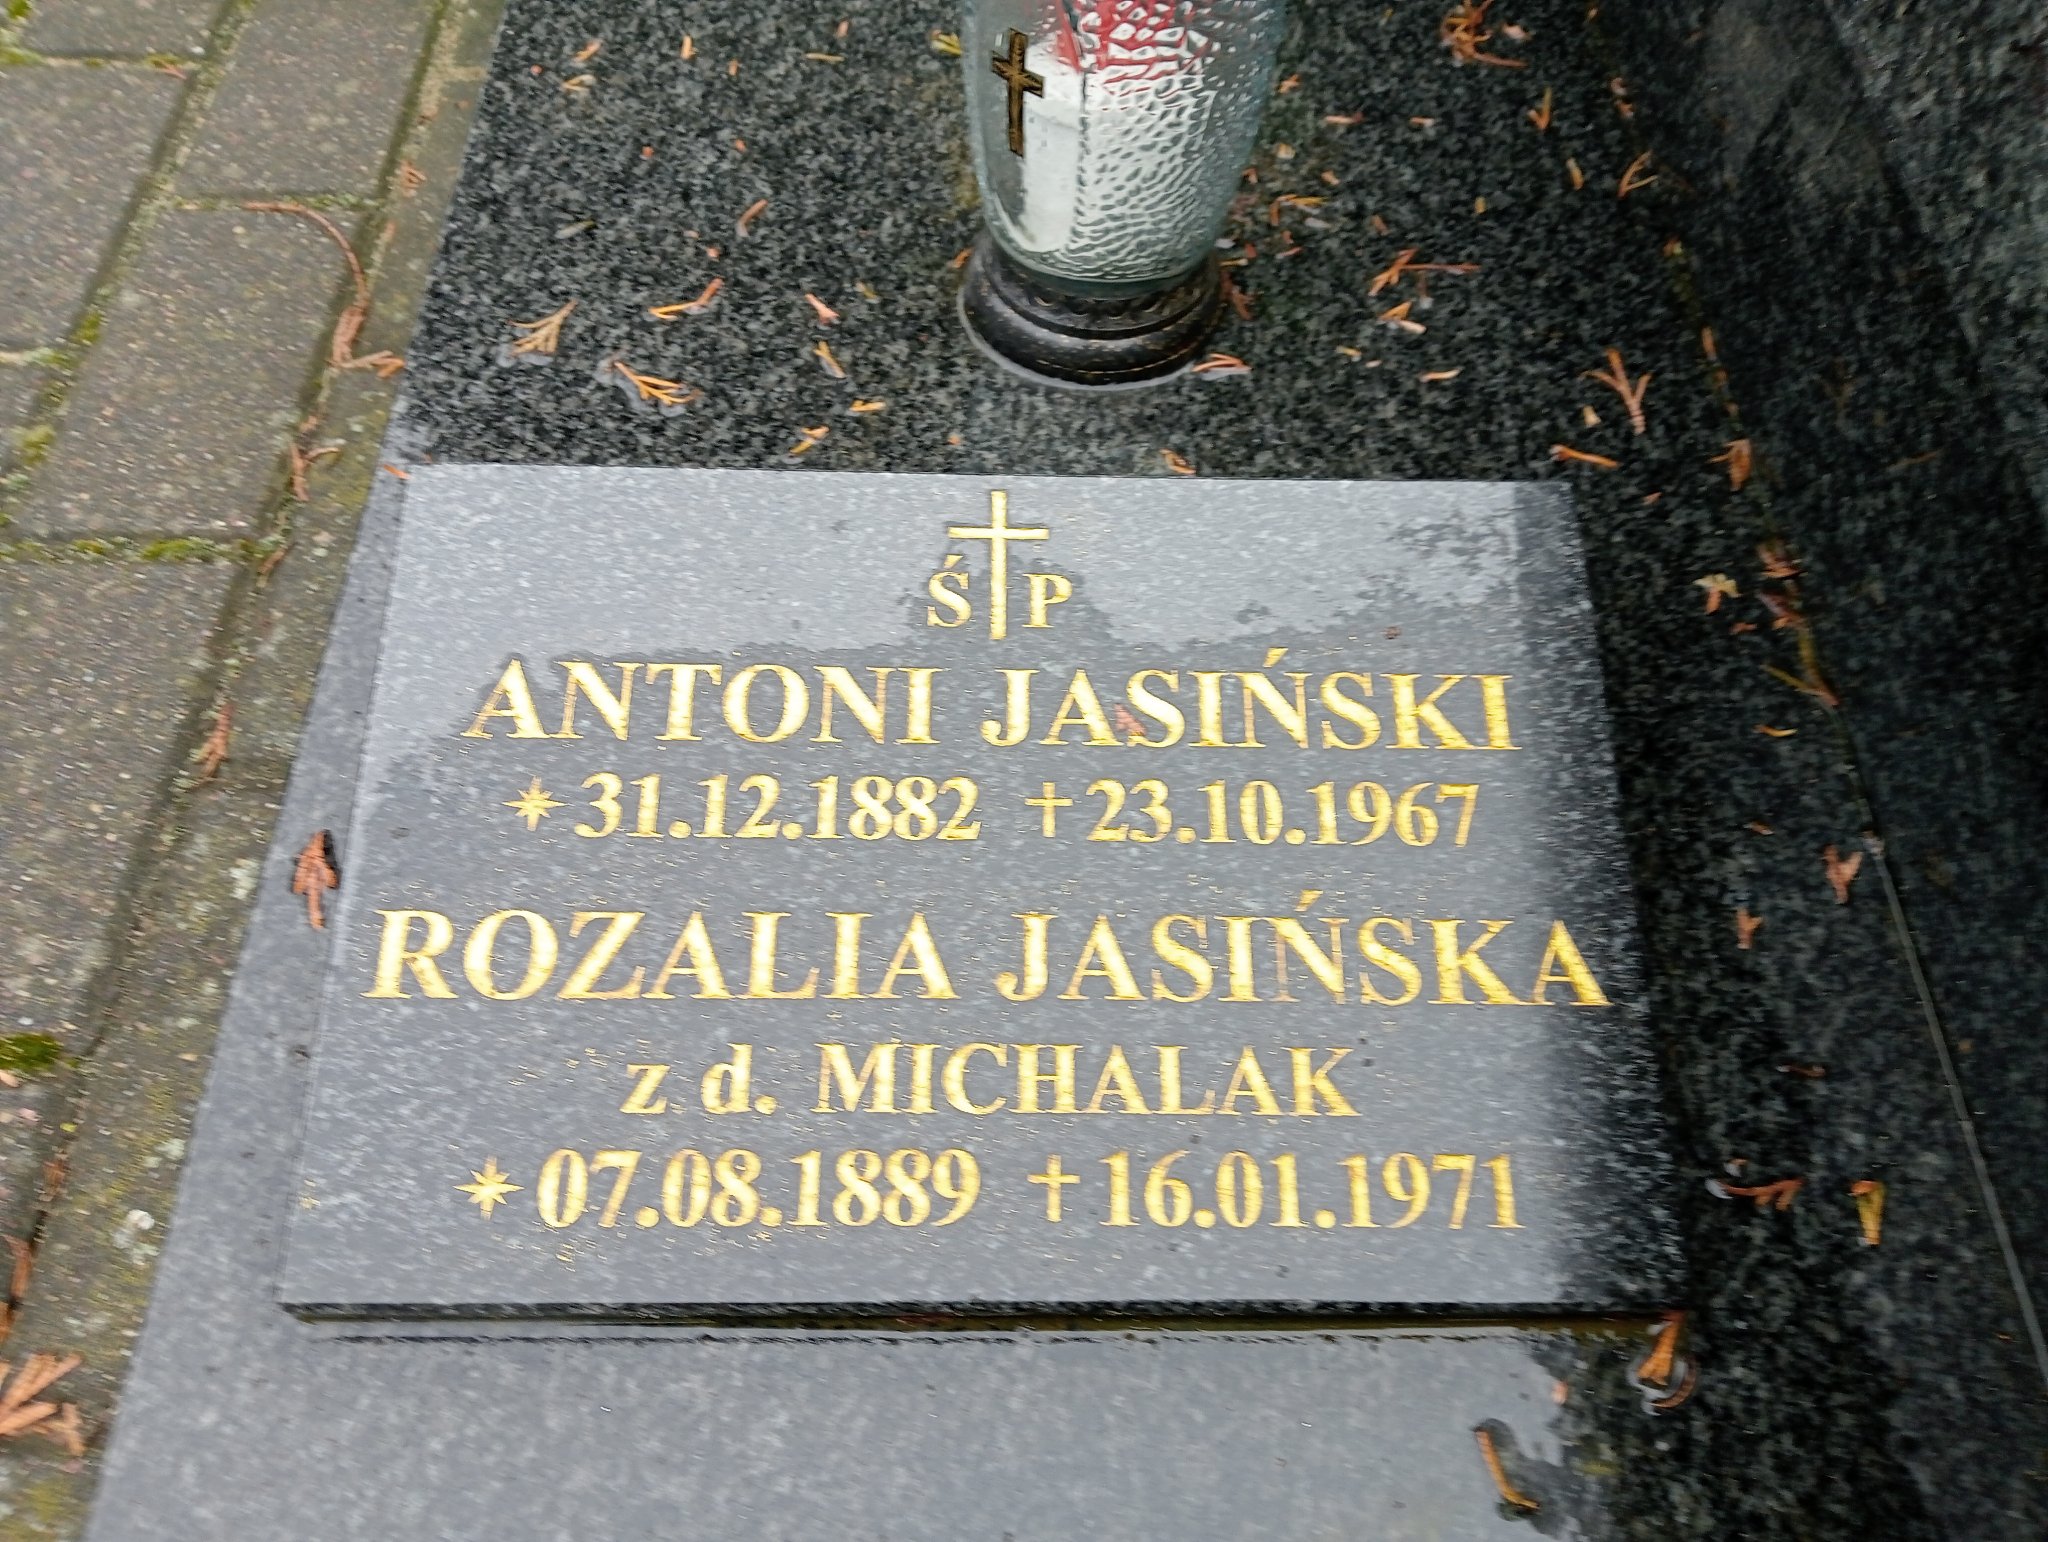 Ś P
ANTONI JASIŃSKI
* 31.12.1882 † 23.10.1967
ROZALIA JASIŃSKA
z d. MICHALAK
* 07.08.1889 † 16.01.1971